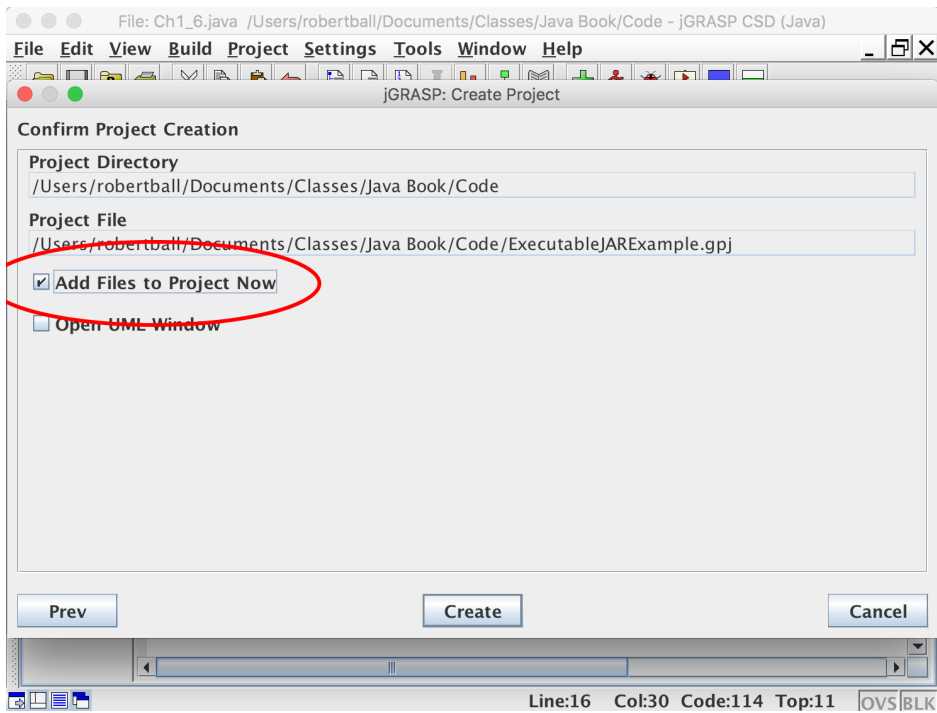 File: Ch1_6.java /Users/robertball/Documents/Classes/Java Book/Code - jGRASP CSD (Java)
File Edit View Build Project Settings Tools Window Help
jGRASP: Create Project
Confirm Project Creation
Project Directory
/Users/robertball/Documents/Classes/Java Book/Code
Project File
/Users/robertball/Documents/Classes/Java Book/Code/ExecutableJARExample.gpj
Add Files to Project Now
Open UML Window
Prev Create Cancel
Line:16 Col:30 Code:114 Top:11 OVS BLK